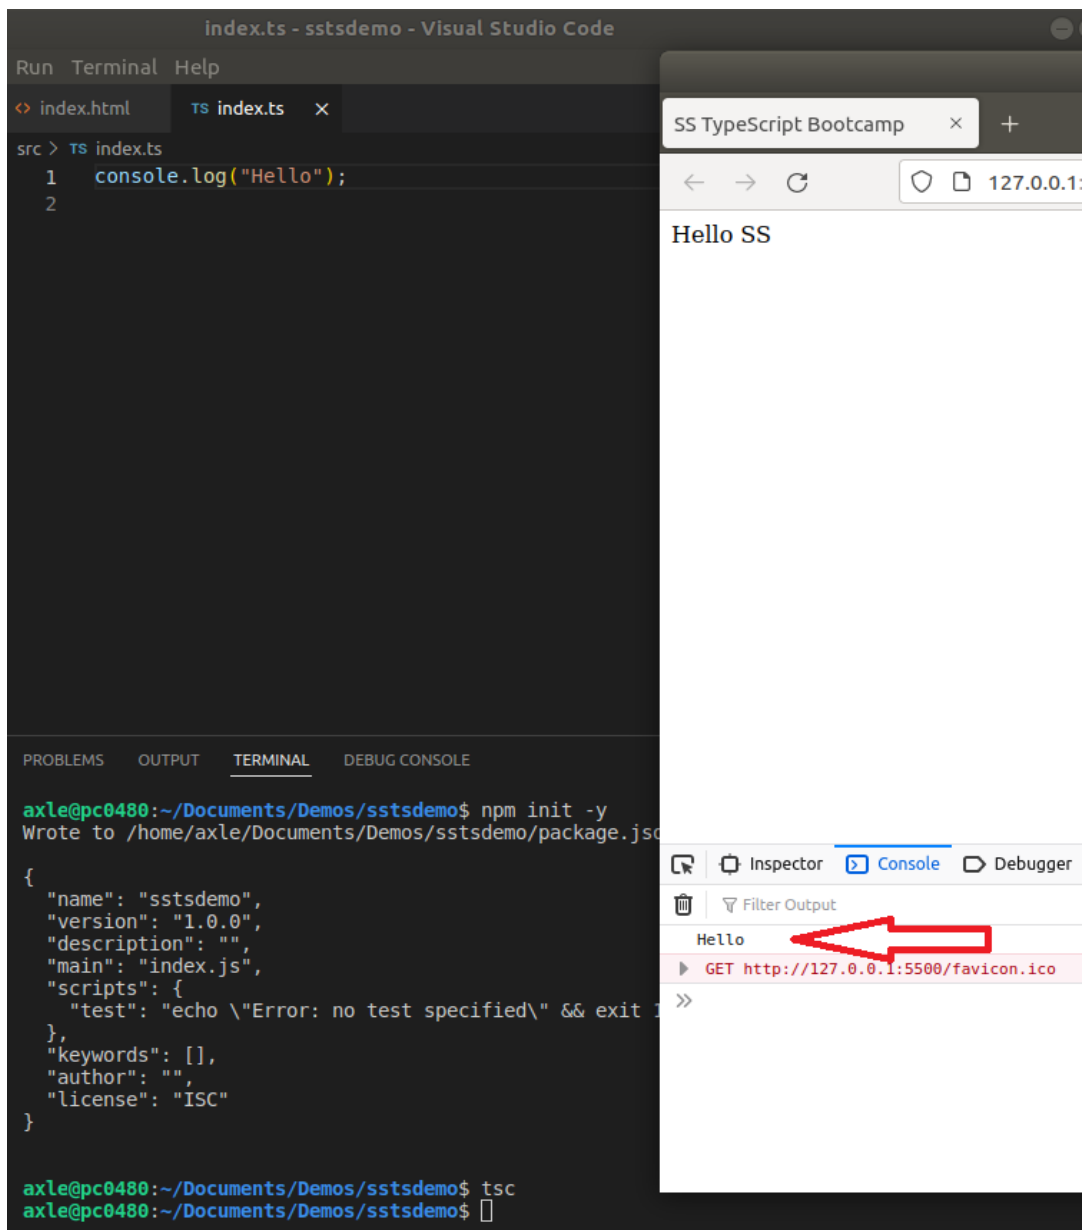 index.ts - sstsdemo - Visual Studio Code
Run Terminal Help
<> index.html TS index.ts ×
src > TS index.ts
1 console.log("Hello");
2
PROBLEMS OUTPUT TERMINAL DEBUG CONSOLE
axle@pc0480:~/Documents/Demos/sstsdemo$ npm init -y
Wrote to /home/axle/Documents/Demos/sstsdemo/package.jso
{
  "name": "sstsdemo",
  "version": "1.0.0",
  "description": "",
  "main": "index.js",
  "scripts": {
    "test": "echo \"Error: no test specified\" && exit 1
  },
  "keywords": [],
  "author": "",
  "license": "ISC"
}
axle@pc0480:~/Documents/Demos/sstsdemo$ tsc
axle@pc0480:~/Documents/Demos/sstsdemo$
SS TypeScript Bootcamp × +
127.0.0.1:
Hello SS
Inspector Console Debugger
Filter Output
Hello
GET http://127.0.0.1:5500/favicon.ico